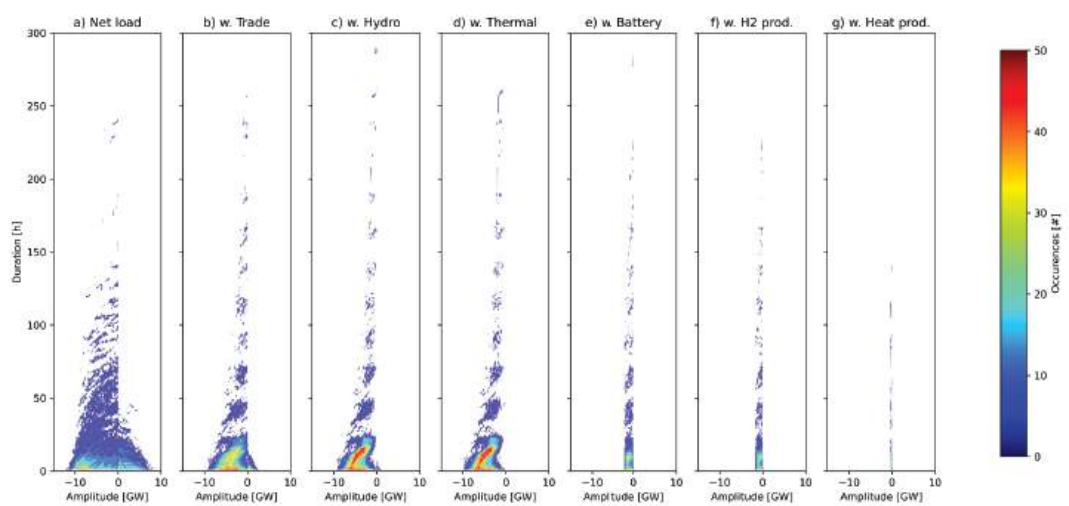 a) Net load
b) w. Trade
c) w. Hydro
d) w. Thermal
e) w. Battery
f) w. H2 prod.
g) w. Heat prod.
300
250
200
150
100
50
0
Duration [h]
−10 0 10
−10 0 10
−10 0 10
−10 0 10
−10 0 10
−10 0 10
−10 0 10
Amplitude [GW]
Amplitude [GW]
Amplitude [GW]
Amplitude [GW]
Amplitude [GW]
Amplitude [GW]
Amplitude [GW]
50
40
30
20
10
0
Occurences [#]